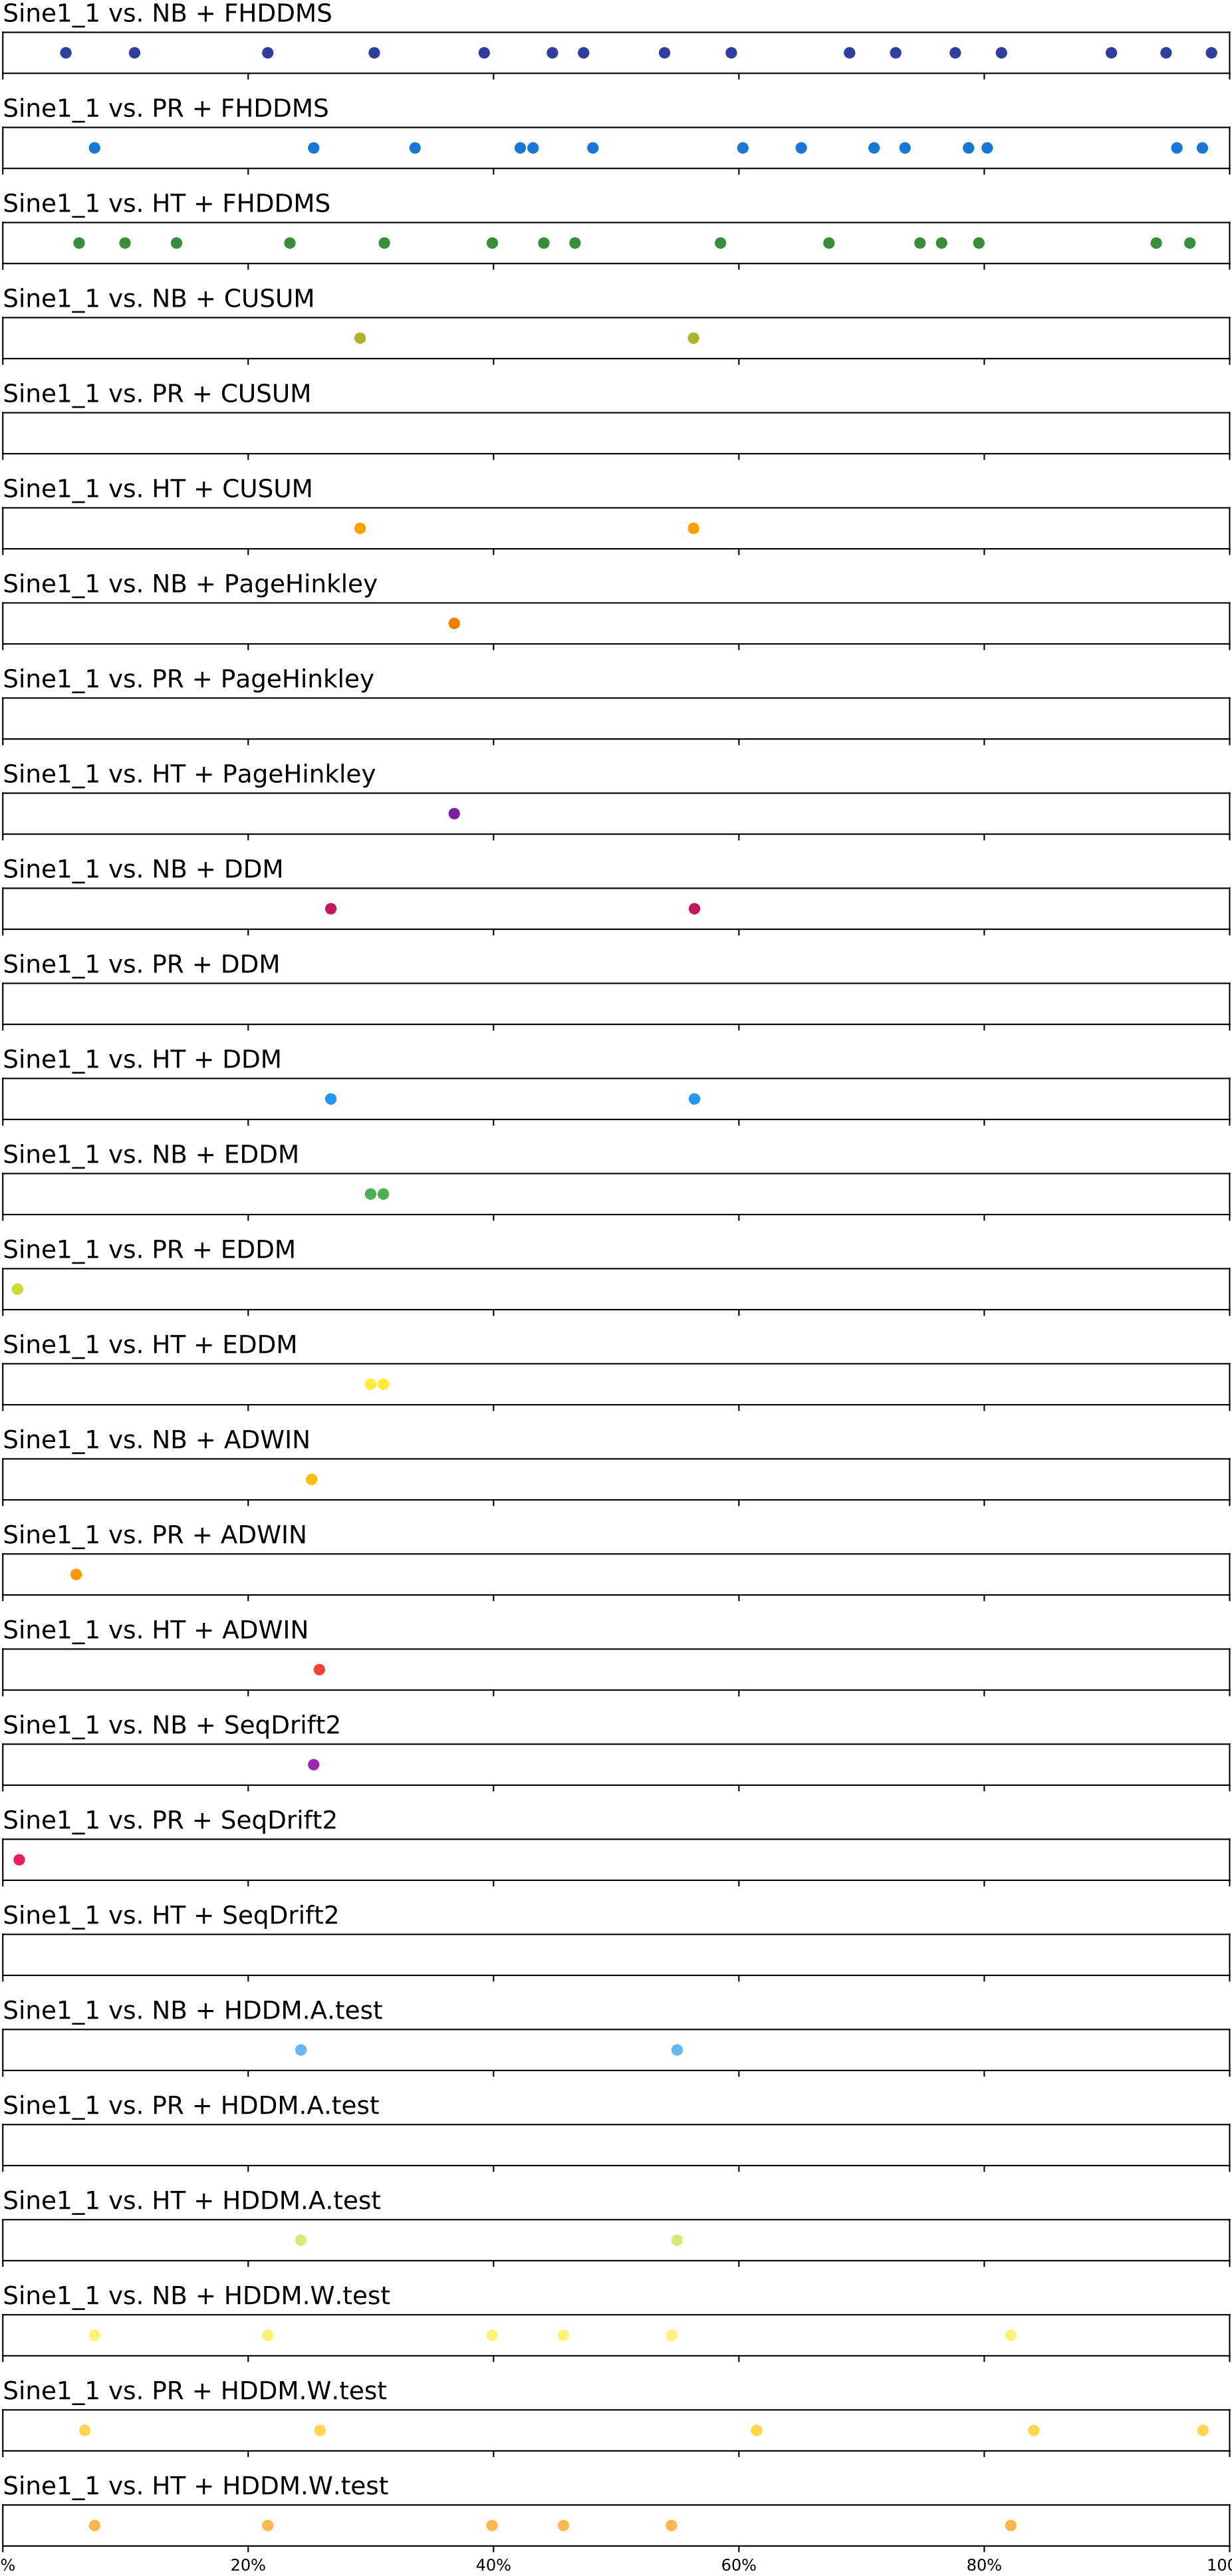 Sine1_1 vs. NB + FHDDMS
Sine1_1 vs. PR + FHDDMS
Sine1_1 vs. HT + FHDDMS
Sine1_1 vs. NB + CUSUM
Sine1_1 vs. PR + CUSUM
Sine1_1 vs. HT + CUSUM
Sine1_1 vs. NB + PageHinkley
Sine1_1 vs. PR + PageHinkley
Sine1_1 vs. HT + PageHinkley
Sine1_1 vs. NB + DDM
Sine1_1 vs. PR + DDM
Sine1_1 vs. HT + DDM
Sine1_1 vs. NB + EDDM
Sine1_1 vs. PR + EDDM
Sine1_1 vs. HT + EDDM
Sine1_1 vs. NB + ADWIN
Sine1_1 vs. PR + ADWIN
Sine1_1 vs. HT + ADWIN
Sine1_1 vs. NB + SeqDrift2
Sine1_1 vs. PR + SeqDrift2
Sine1_1 vs. HT + SeqDrift2
Sine1_1 vs. NB + HDDM.A.test
Sine1_1 vs. PR + HDDM.A.test
Sine1_1 vs. HT + HDDM.A.test
Sine1_1 vs. NB + HDDM.W.test
Sine1_1 vs. PR + HDDM.W.test
Sine1_1 vs. HT + HDDM.W.test
% 20% 40% 60% 80% 100